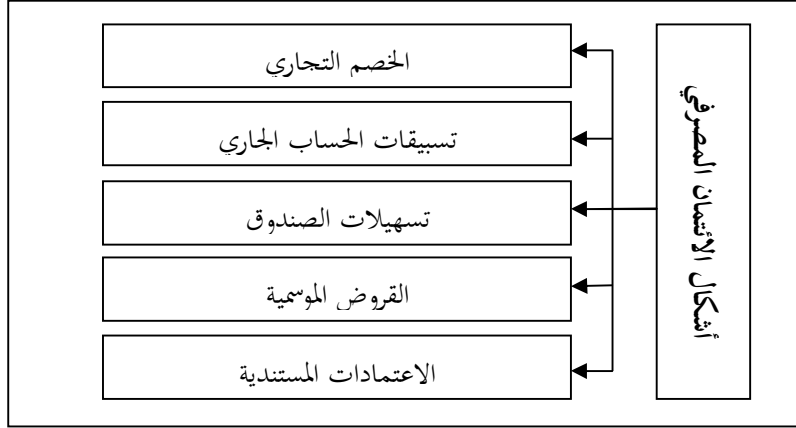 أشكال الائتمان المصرفي
الخصم التجاري
تسبيقات الحساب الجاري
تسهيلات الصندوق
القروض الموسمية
الاعتمادات المستندية